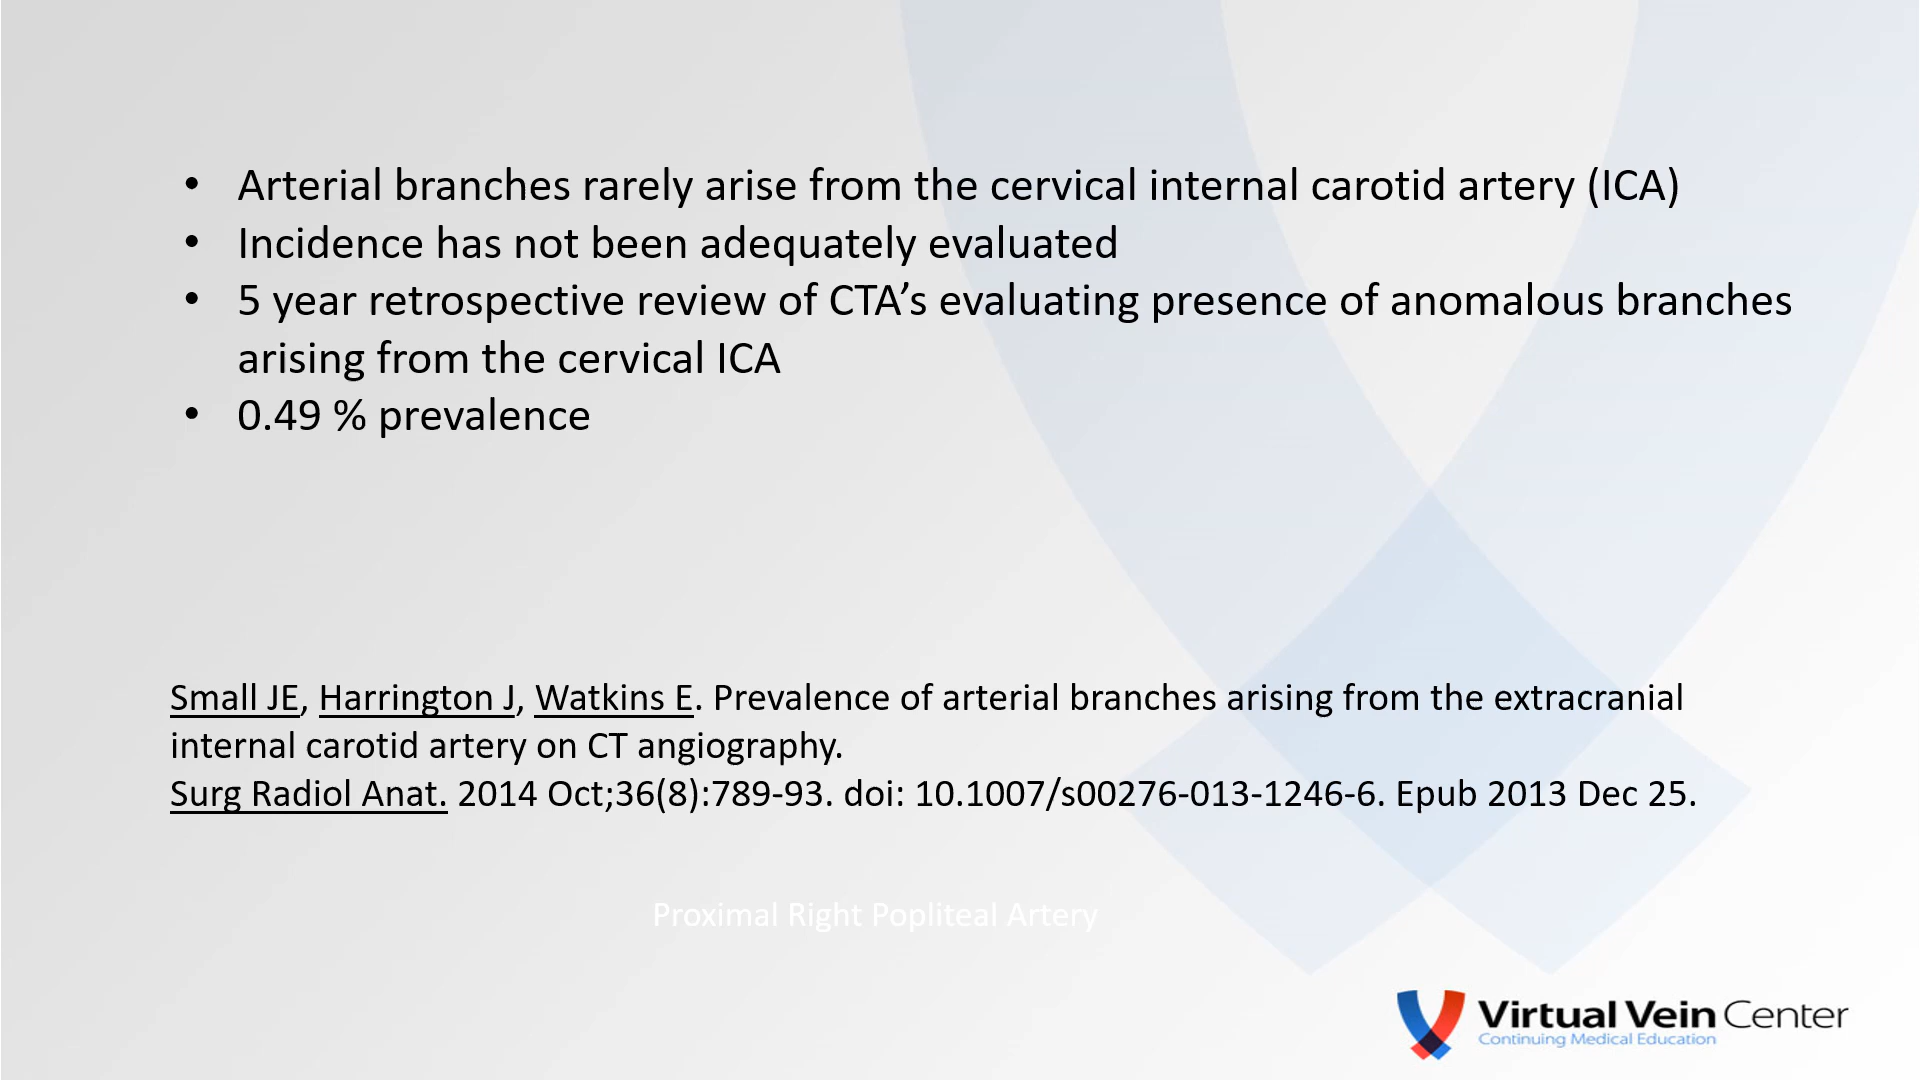 • Arterial branches rarely arise from the cervical internal carotid artery (ICA)
• Incidence has not been adequately evaluated
• 5 year retrospective review of CTA’s evaluating presence of anomalous branches
arising from the cervical ICA
• 0.49 % prevalence
Small JE, Harrington J, Watkins E. Prevalence of arterial branches arising from the extracranial
internal carotid artery on CT angiography.
Surg Radiol Anat. 2014 Oct;36(8):789-93. doi: 10.1007/s00276-013-1246-6. Epub 2013 Dec 25.
Proximal Right Popliteal Artery
Virtual Vein Center
Continuing Medical Education